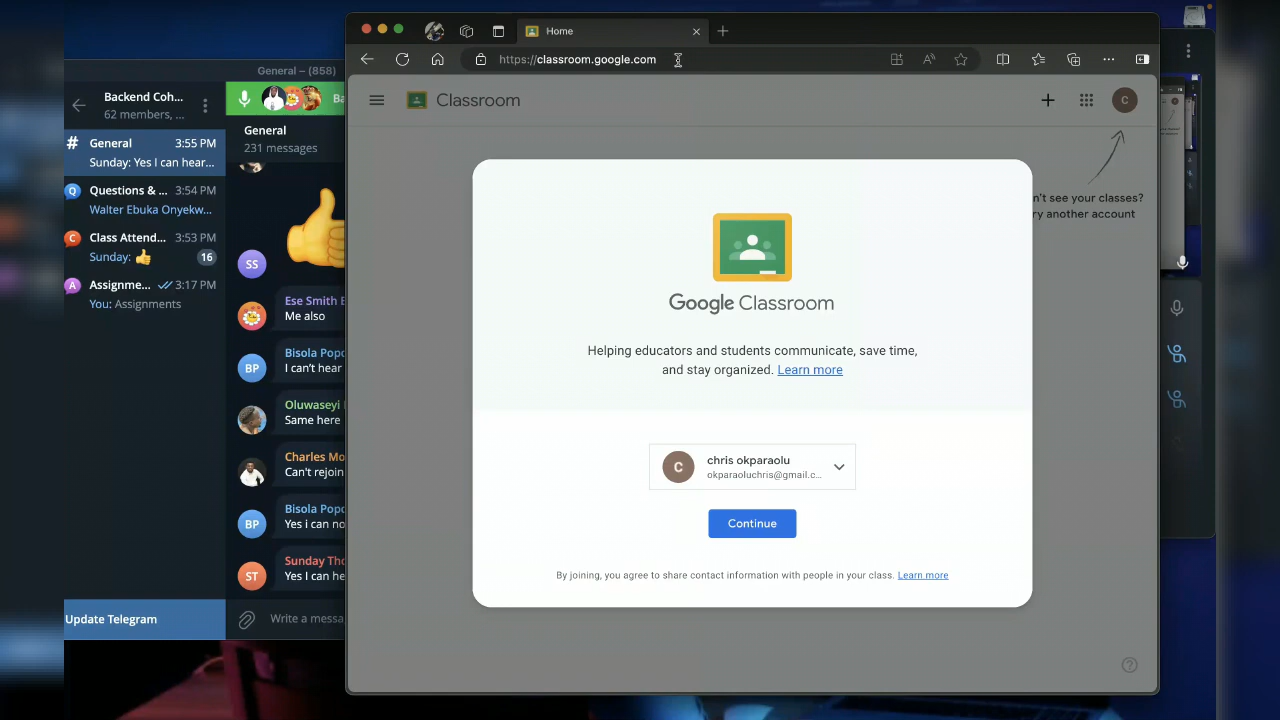 General – (858)
Backend Coh...
62 members, ...
# General 3:55 PM
Sunday: Yes I can hear...
Q Questions & ... 3:54 PM
Walter Ebuka Onyekw...
C Class Attend... 3:53 PM
Sunday: 👍 16
A Assignme... 3:17 PM
You: Assignments
Update Telegram
Ba
General
231 messages
SS
Ese Smith
Me also
BP Bisola Popo
I can't hear
Oluwaseyi
Same here
Charles Mo
Can't rejoin
BP Bisola Popo
Yes i can no
ST Sunday Tho
Yes I can he
Write a messa
Home
https://classroom.google.com
Classroom
C
n't see your classes?
ry another account
Google Classroom
Helping educators and students communicate, save time,
and stay organized. Learn more
C chris okparaolu
okparaoluchris@gmail.c...
Continue
By joining, you agree to share contact information with people in your class. Learn more